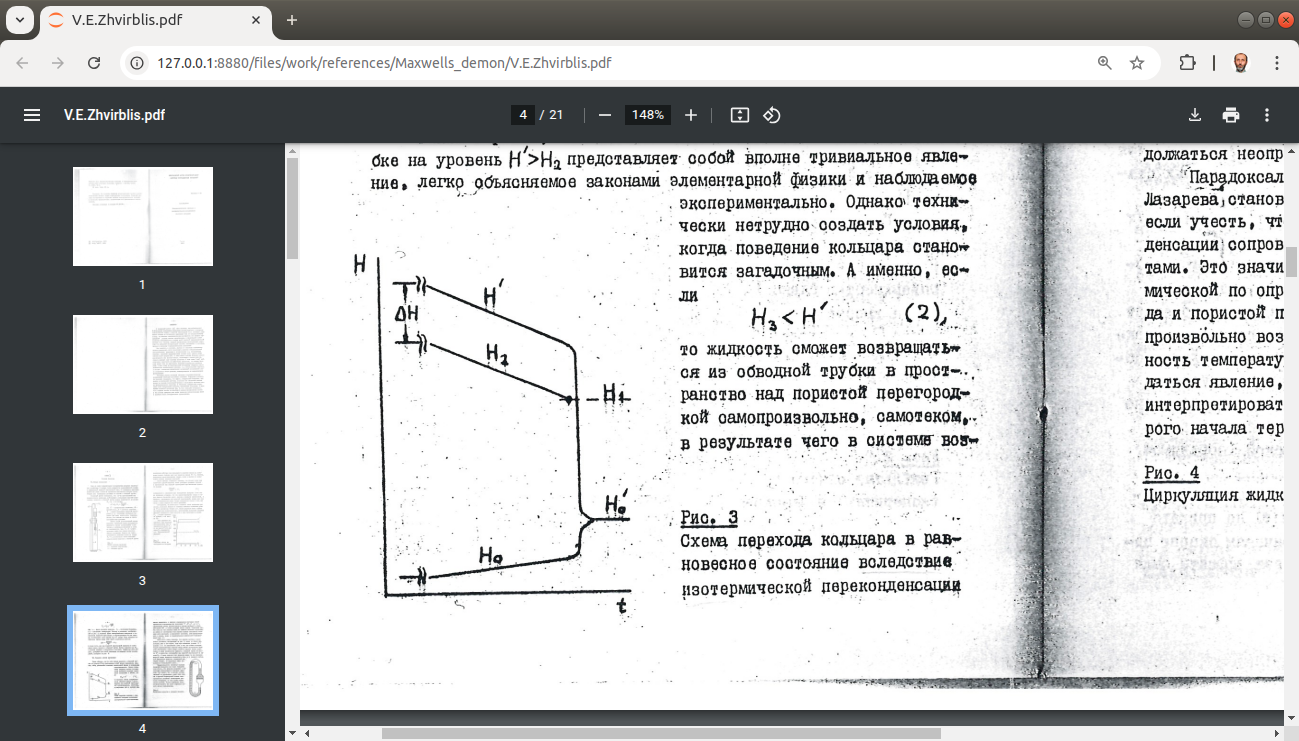 V.E.Zhvirblis.pdf
127.0.0.1:8880/files/work/references/Maxwells_demon/V.E.Zhvirblis.pdf
V.E.Zhvirblis.pdf
4 / 21
148%
1
2
3
4
бке на уровень H′>H₂ представляет собой вполне тривиальное явле-
ние, легко объясняемое законами элементарной физики и наблюдаемое
экспериментально. Однако техни-
чески нетрудно создать условия,
когда поведение кольцара стано-
вится загадочным. А именно, ес-
ли
H₃ < H′ (2),
то жидкость сможет возвращать-
ся из обводной трубки в прост-
ранство над пористой перегород-
кой самопроизвольно, самотеком,
в результате чего в системе воз-
H
H′
ΔH
H₂
H₁
H₀′
H₀
t
Рис. 3
Схема перехода кольцара в рав-
новесное состояние вследствие
изотермической переконденсации
должаться неопр
Парадоксал
Лазарева становс
если учесть, чт
денсации сопров
тами. Это значи
мической по опр
да и пористой п
произвольно воз
ность температу
даться явление,
интерпретироват
рого начала тер
Рис. 4
Циркуляция жидк